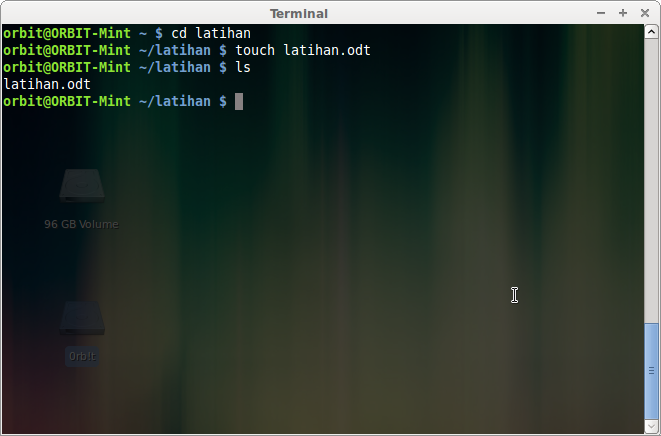 Terminal
orbit@ORBIT-Mint ~ $ cd latihan
orbit@ORBIT-Mint ~/latihan $ touch latihan.odt
orbit@ORBIT-Mint ~/latihan $ ls
latihan.odt
orbit@ORBIT-Mint ~/latihan $
96 GB Volume
Orb!t